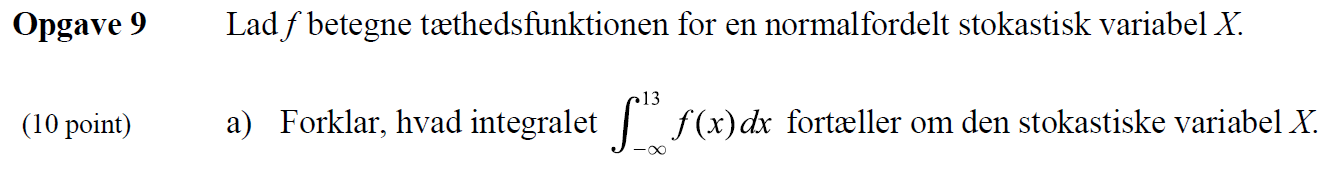 Opgave 9 Lad f betegne tæthedsfunktionen for en normalfordelt stokastisk variabel X.
(10 point) a) Forklar, hvad integralet ∫_{-∞}^{13} f(x)dx fortæller om den stokastiske variabel X.